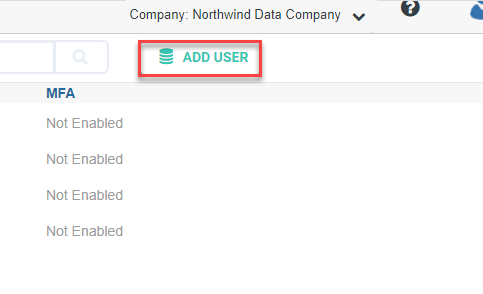 Company: Northwind Data Company
ADD USER
MFA
Not Enabled
Not Enabled
Not Enabled
Not Enabled